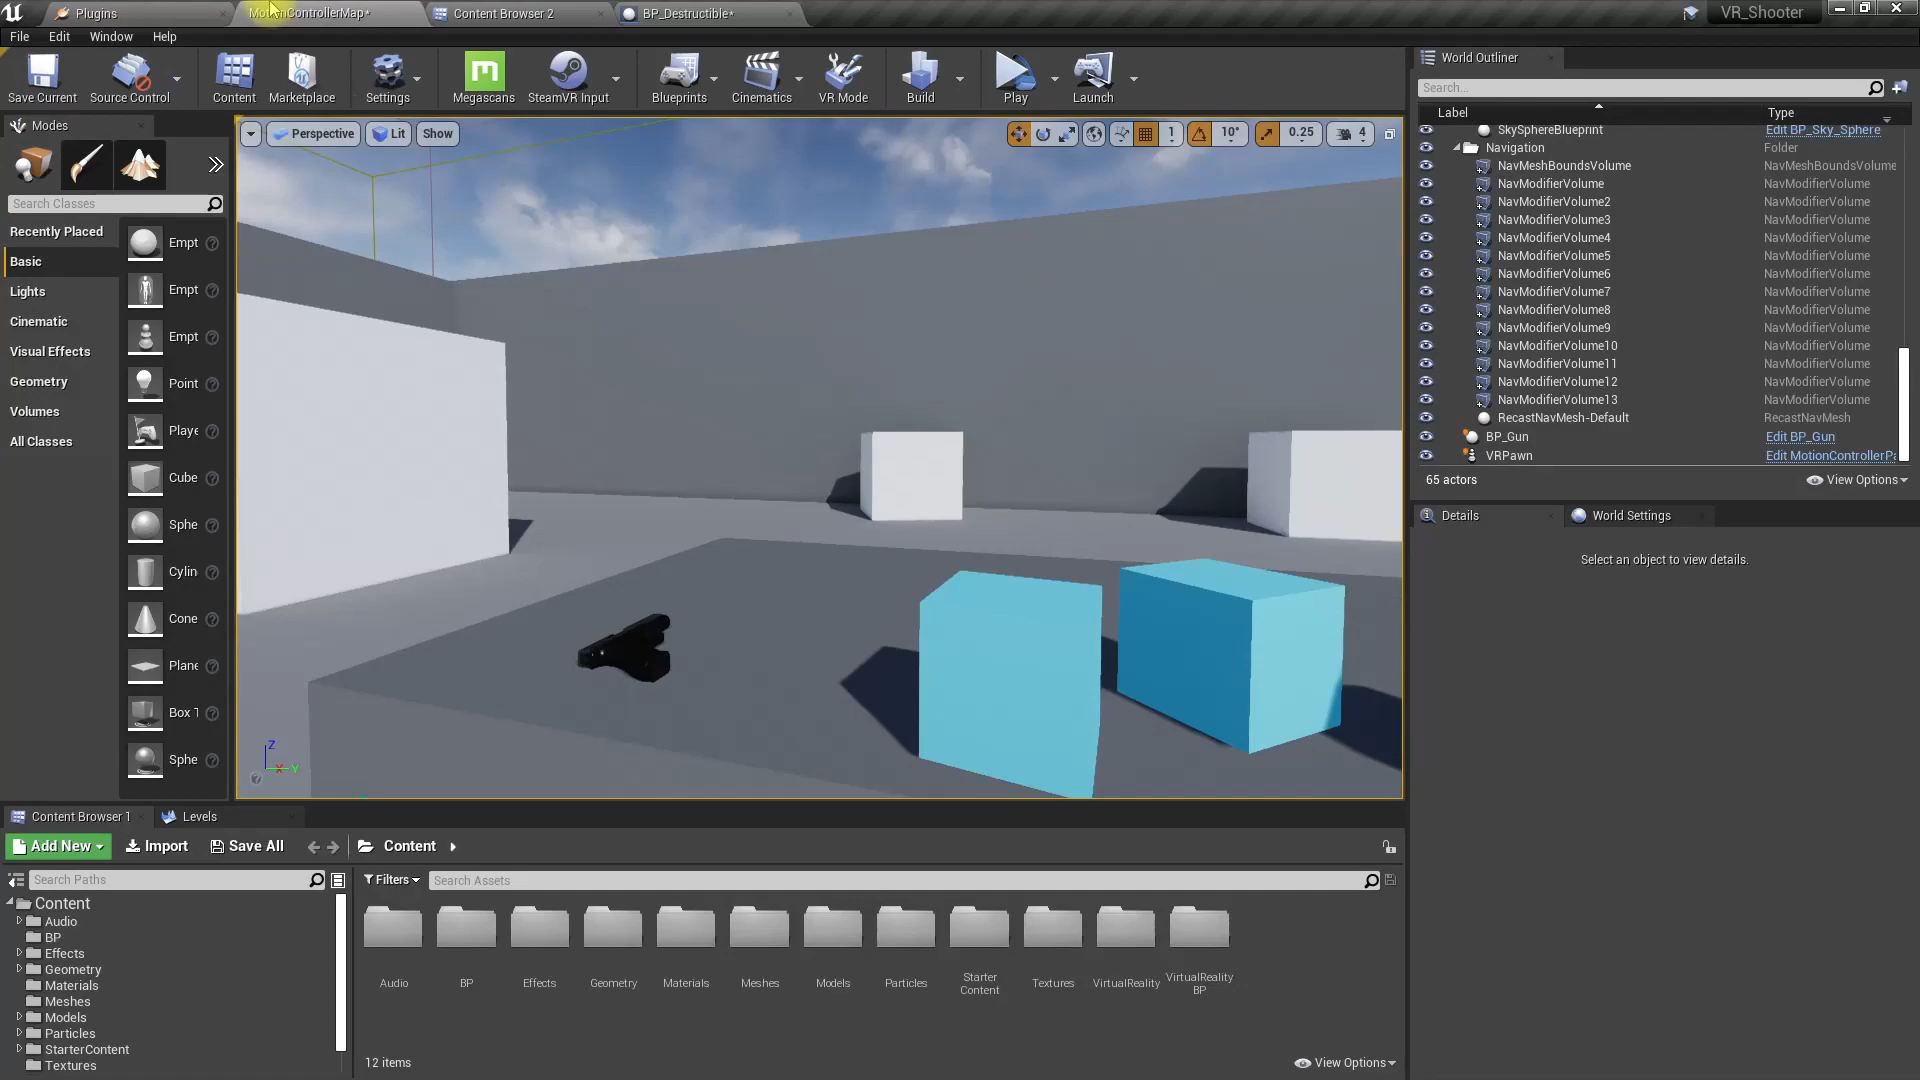 Plugins
MotionControllerMap*
Content Browser 2
BP_Destructible*
VR_Shooter
File Edit Window Help
Save Current
Source Control
Content
Marketplace
Settings
Megascans
SteamVR Input
Blueprints
Cinematics
VR Mode
Build
Play
Launch
Modes
Search Classes
Recently Placed
Basic
Lights
Cinematic
Visual Effects
Geometry
Volumes
All Classes
Empt
Empt
Empt
Point
Playe
Cube
Sphe
Cylin
Cone
Plane
Box T
Sphe
Perspective Lit Show
1 10° 0.25 4
Z
X Y
World Outliner
Search...
Label Type
SkySphereBlueprint Edit BP_Sky_Sphere
Navigation Folder
NavMeshBoundsVolume NavMeshBoundsVolume
NavModifierVolume NavModifierVolume
NavModifierVolume2 NavModifierVolume
NavModifierVolume3 NavModifierVolume
NavModifierVolume4 NavModifierVolume
NavModifierVolume5 NavModifierVolume
NavModifierVolume6 NavModifierVolume
NavModifierVolume7 NavModifierVolume
NavModifierVolume8 NavModifierVolume
NavModifierVolume9 NavModifierVolume
NavModifierVolume10 NavModifierVolume
NavModifierVolume11 NavModifierVolume
NavModifierVolume12 NavModifierVolume
NavModifierVolume13 NavModifierVolume
RecastNavMesh-Default RecastNavMesh
BP_Gun Edit BP_Gun
VRPawn Edit MotionControllerPa
65 actors View Options
Details World Settings
Select an object to view details.
Content Browser 1 Levels
Add New Import Save All Content
Search Paths
Filters Search Assets
Content
Audio
BP
Effects
Geometry
Materials
Meshes
Models
Particles
StarterContent
Textures
Audio
BP
Effects
Geometry
Materials
Meshes
Models
Particles
Starter
Content
Textures
VirtualReality
VirtualReality
BP
12 items View Options